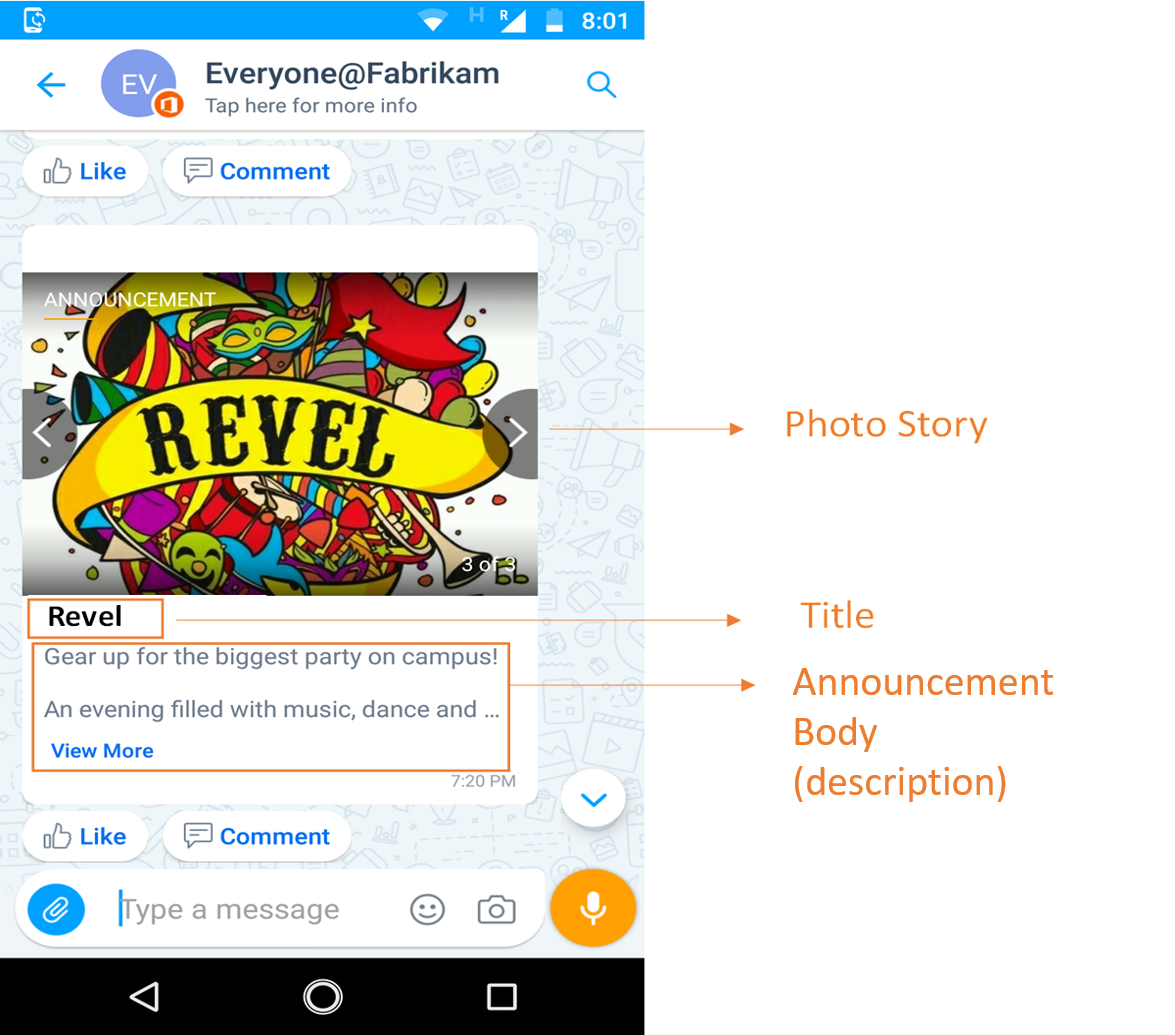 H R 8:01
EV Everyone@Fabrikam
Tap here for more info
Like Comment
ANNOUNCEMENT
REVEL
Photo Story
3 of 3
Revel
Title
Gear up for the biggest party on campus!
An evening filled with music, dance and ...
View More
Announcement
Body
(description)
7:20 PM
Like Comment
Type a message